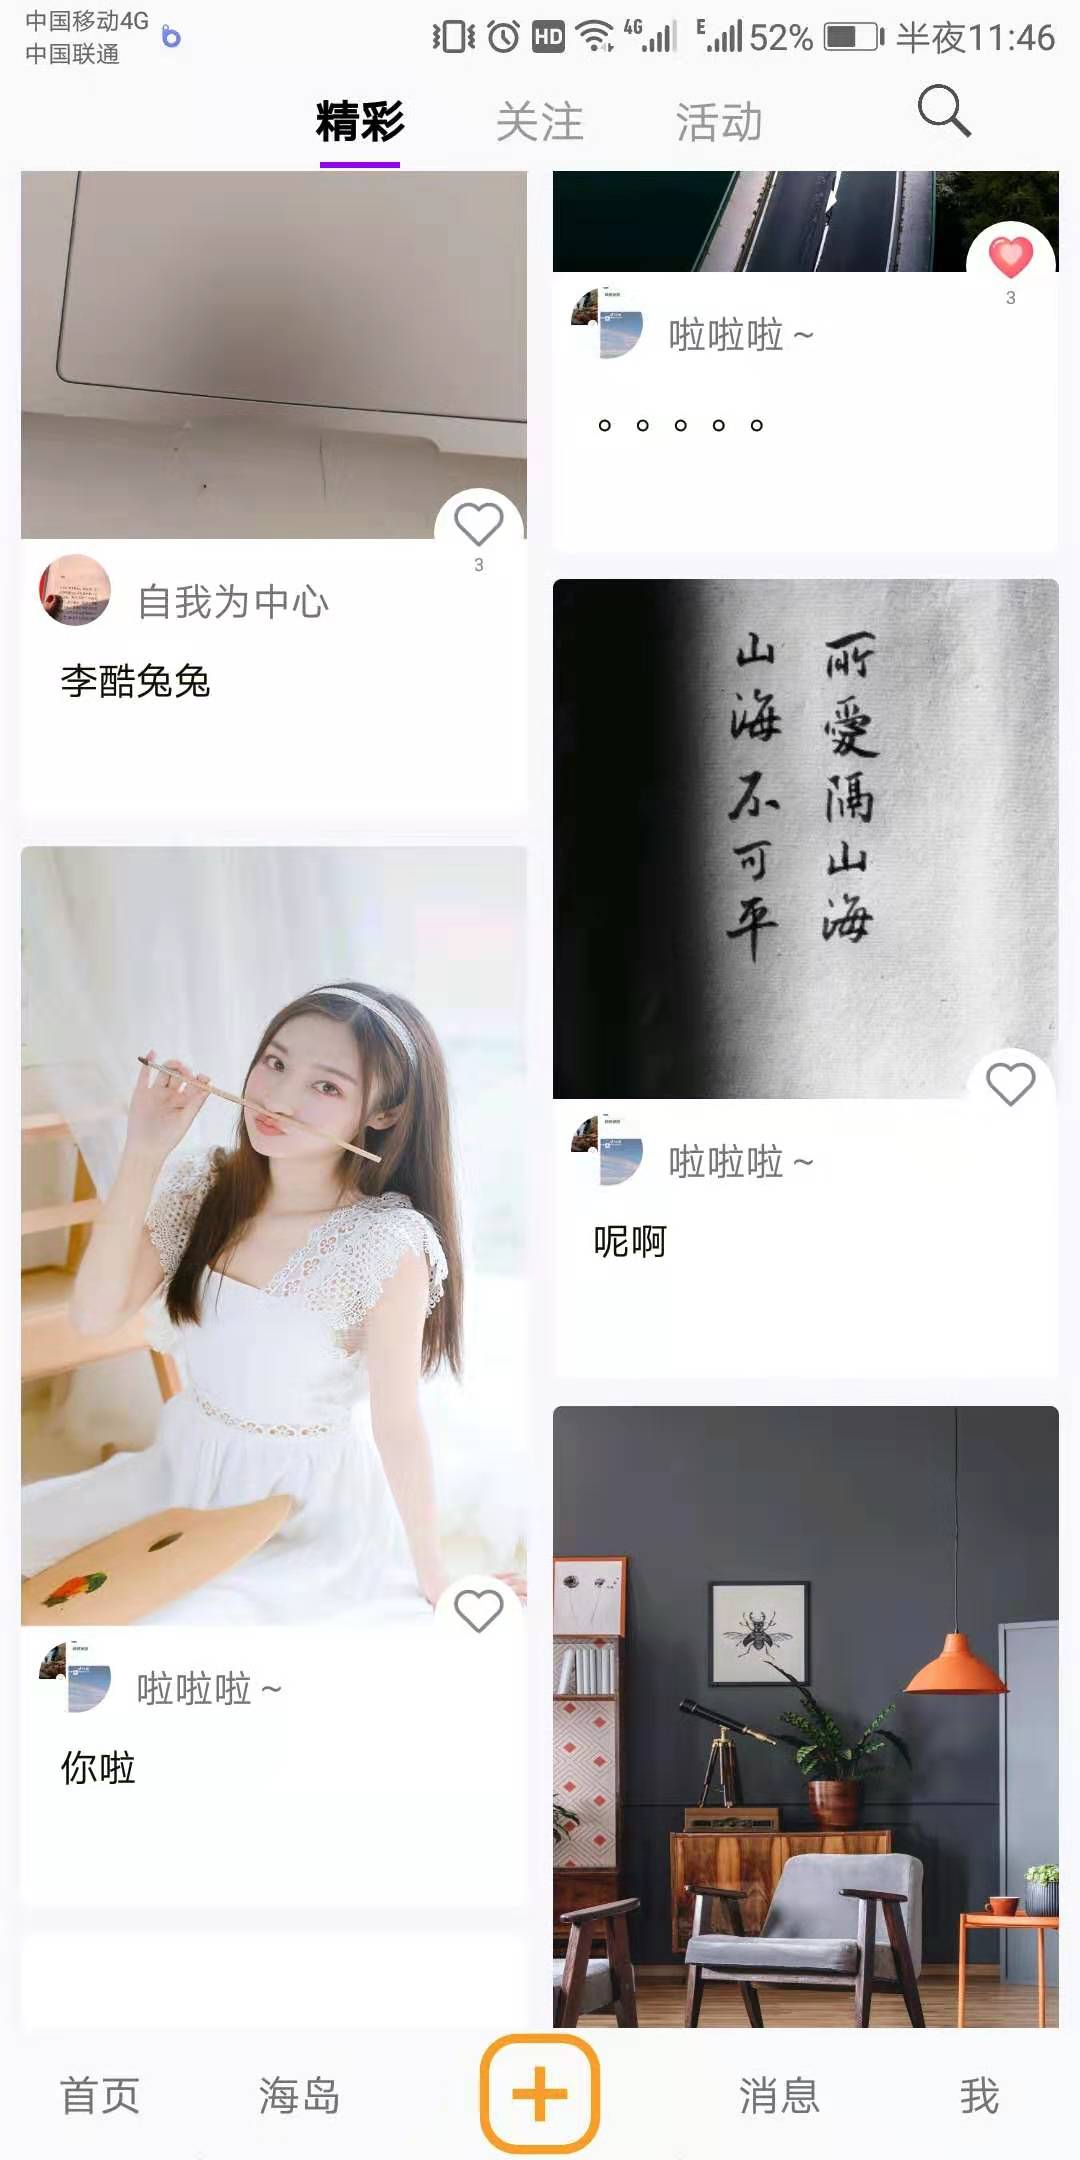 中国移动4G
中国联通
HD 4G E 52% 半夜11:46
精彩 关注 活动
3
自我为中心
李酷兔兔
3
啦啦啦～
。。。。。
所愛隔山海
山海不可平
啦啦啦～
呢啊
啦啦啦～
你啦
首页 海岛 + 消息 我